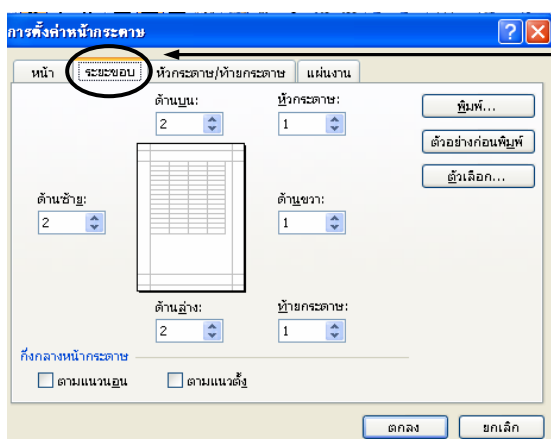 การตั้งค่าหน้ากระดาษ
หน้า ระยะขอบ หัวกระดาษ/ท้ายกระดาษ แผ่นงาน
ด้านบน: หัวกระดาษ:
2 1
พิมพ์...
ตัวอย่างก่อนพิมพ์
ตัวเลือก...
ด้านซ้าย: ด้านขวา:
2 1
ด้านล่าง: ท้ายกระดาษ:
2 1
กึ่งกลางหน้ากระดาษ
ตามแนวนอน ตามแนวตั้ง
ตกลง ยกเลิก